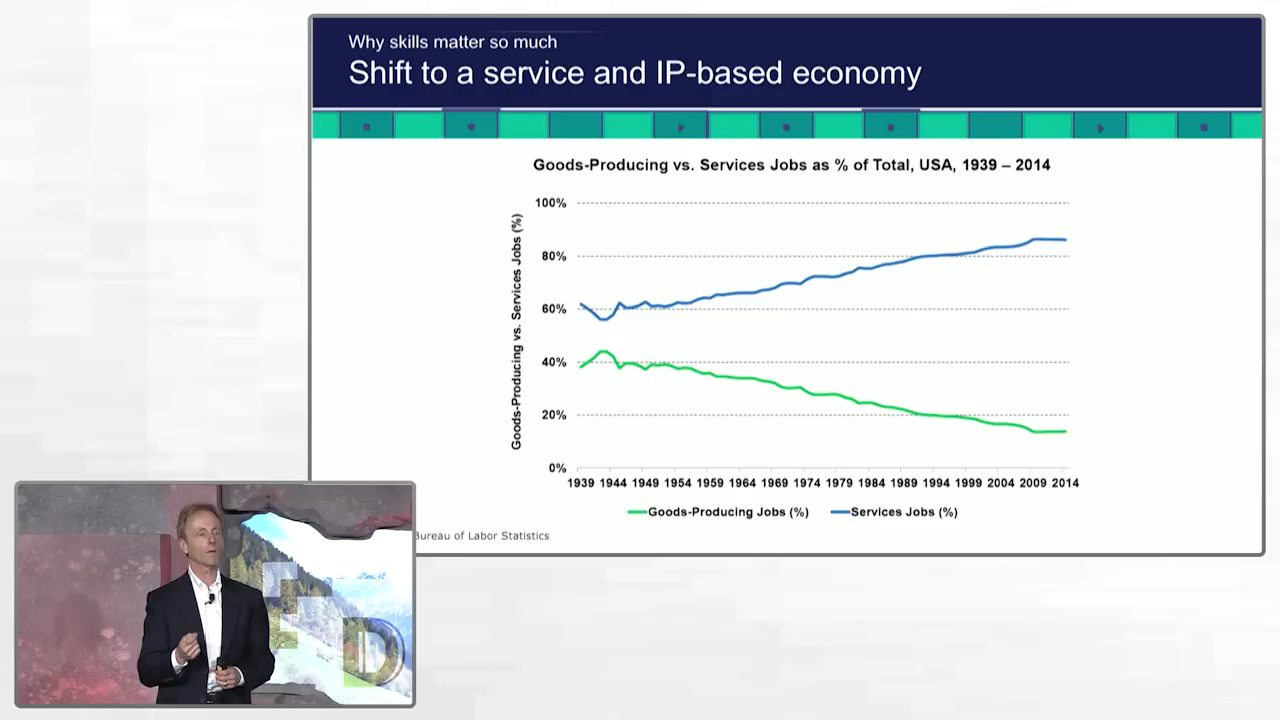 Why skills matter so much
Shift to a service and IP-based economy
Goods-Producing vs. Services Jobs as % of Total, USA, 1939 – 2014
Goods-Producing vs. Services Jobs (%)
100%
80%
60%
40%
20%
0%
1939 1944 1949 1954 1959 1964 1969 1974 1979 1984 1989 1994 1999 2004 2009 2014
Goods-Producing Jobs (%) Services Jobs (%)
Bureau of Labor Statistics
D